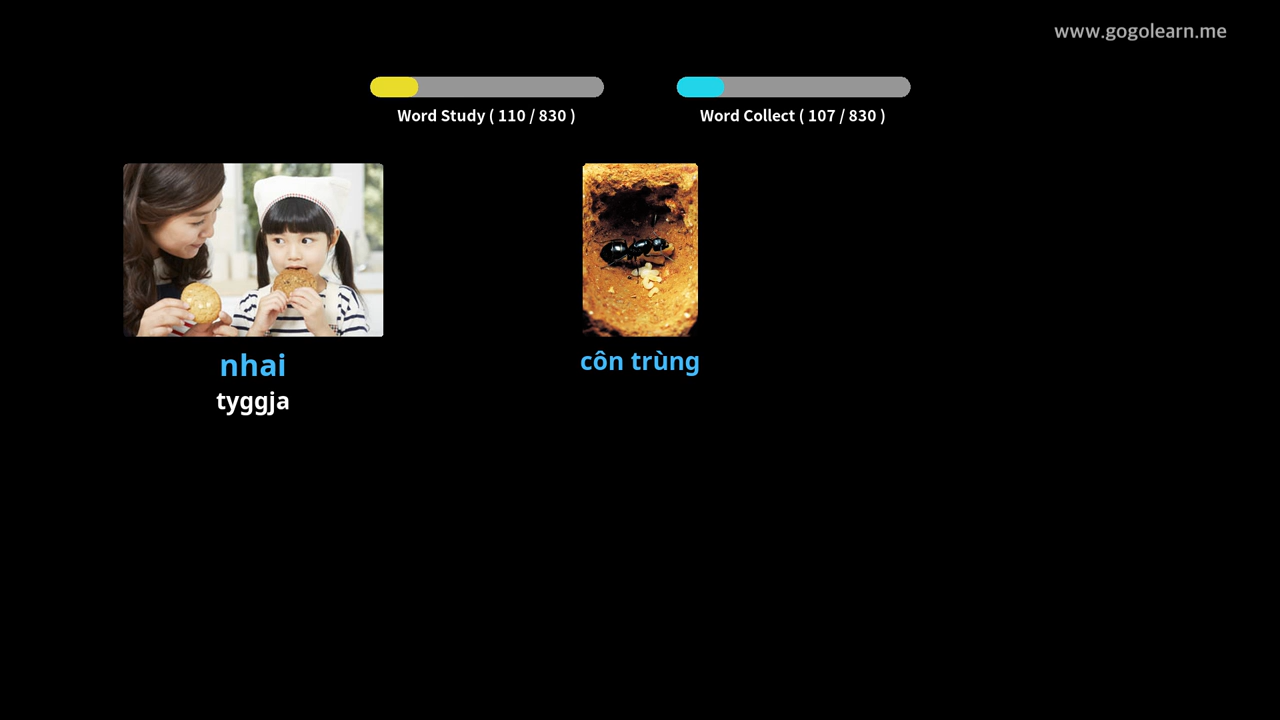 www.gogolearn.me
Word Study ( 110 / 830 )
Word Collect ( 107 / 830 )
nhai
tyggja
côn trùng